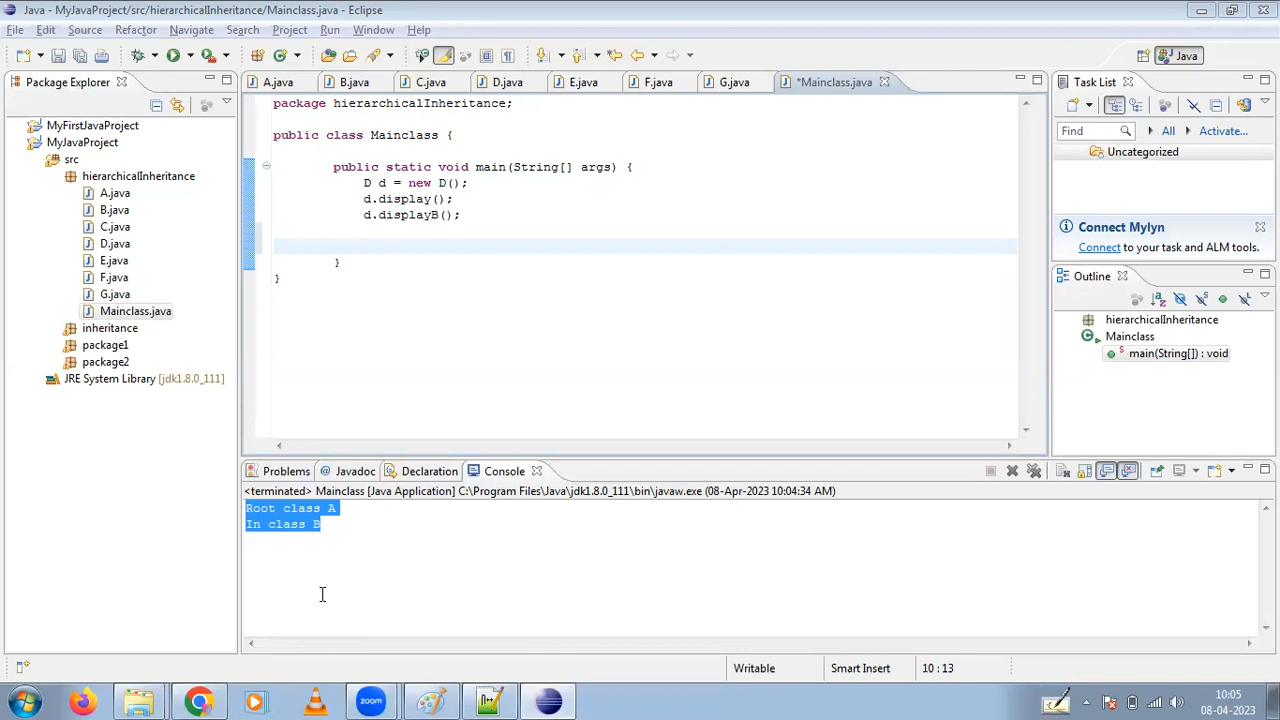 Java - MyJavaProject/src/hierarchicalInheritance/Mainclass.java - Eclipse
File Edit Source Refactor Navigate Search Project Run Window Help
Java
Package Explorer
A.java B.java C.java D.java E.java F.java G.java *Mainclass.java
Task List
MyFirstJavaProject
MyJavaProject
src
hierarchicalInheritance
A.java
B.java
C.java
D.java
E.java
F.java
G.java
Mainclass.java
inheritance
package1
package2
JRE System Library [jdk1.8.0_111]
package hierarchicalInheritance;
public class Mainclass {
public static void main(String[] args) {
D d = new D();
d.display();
d.displayB();
}
}
Find All Activate...
Uncategorized
Connect Mylyn
Connect to your task and ALM tools.
Outline
hierarchicalInheritance
Mainclass
main(String[]) : void
Problems @ Javadoc Declaration Console
<terminated> Mainclass [Java Application] C:\Program Files\Java\jdk1.8.0_111\bin\javaw.exe (08-Apr-2023 10:04:34 AM)
Root class A
In class B
Writable Smart Insert 10 : 13
zoom
10:05
08-04-2023